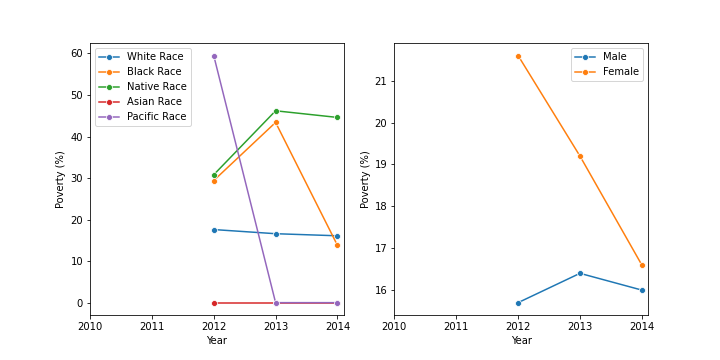 60
50
40
30
20
10
0
Poverty (%)
White Race
Black Race
Native Race
Asian Race
Pacific Race
2010 2011 2012 2013 2014
Year
21
20
19
18
17
16
Poverty (%)
Male
Female
2010 2011 2012 2013 2014
Year